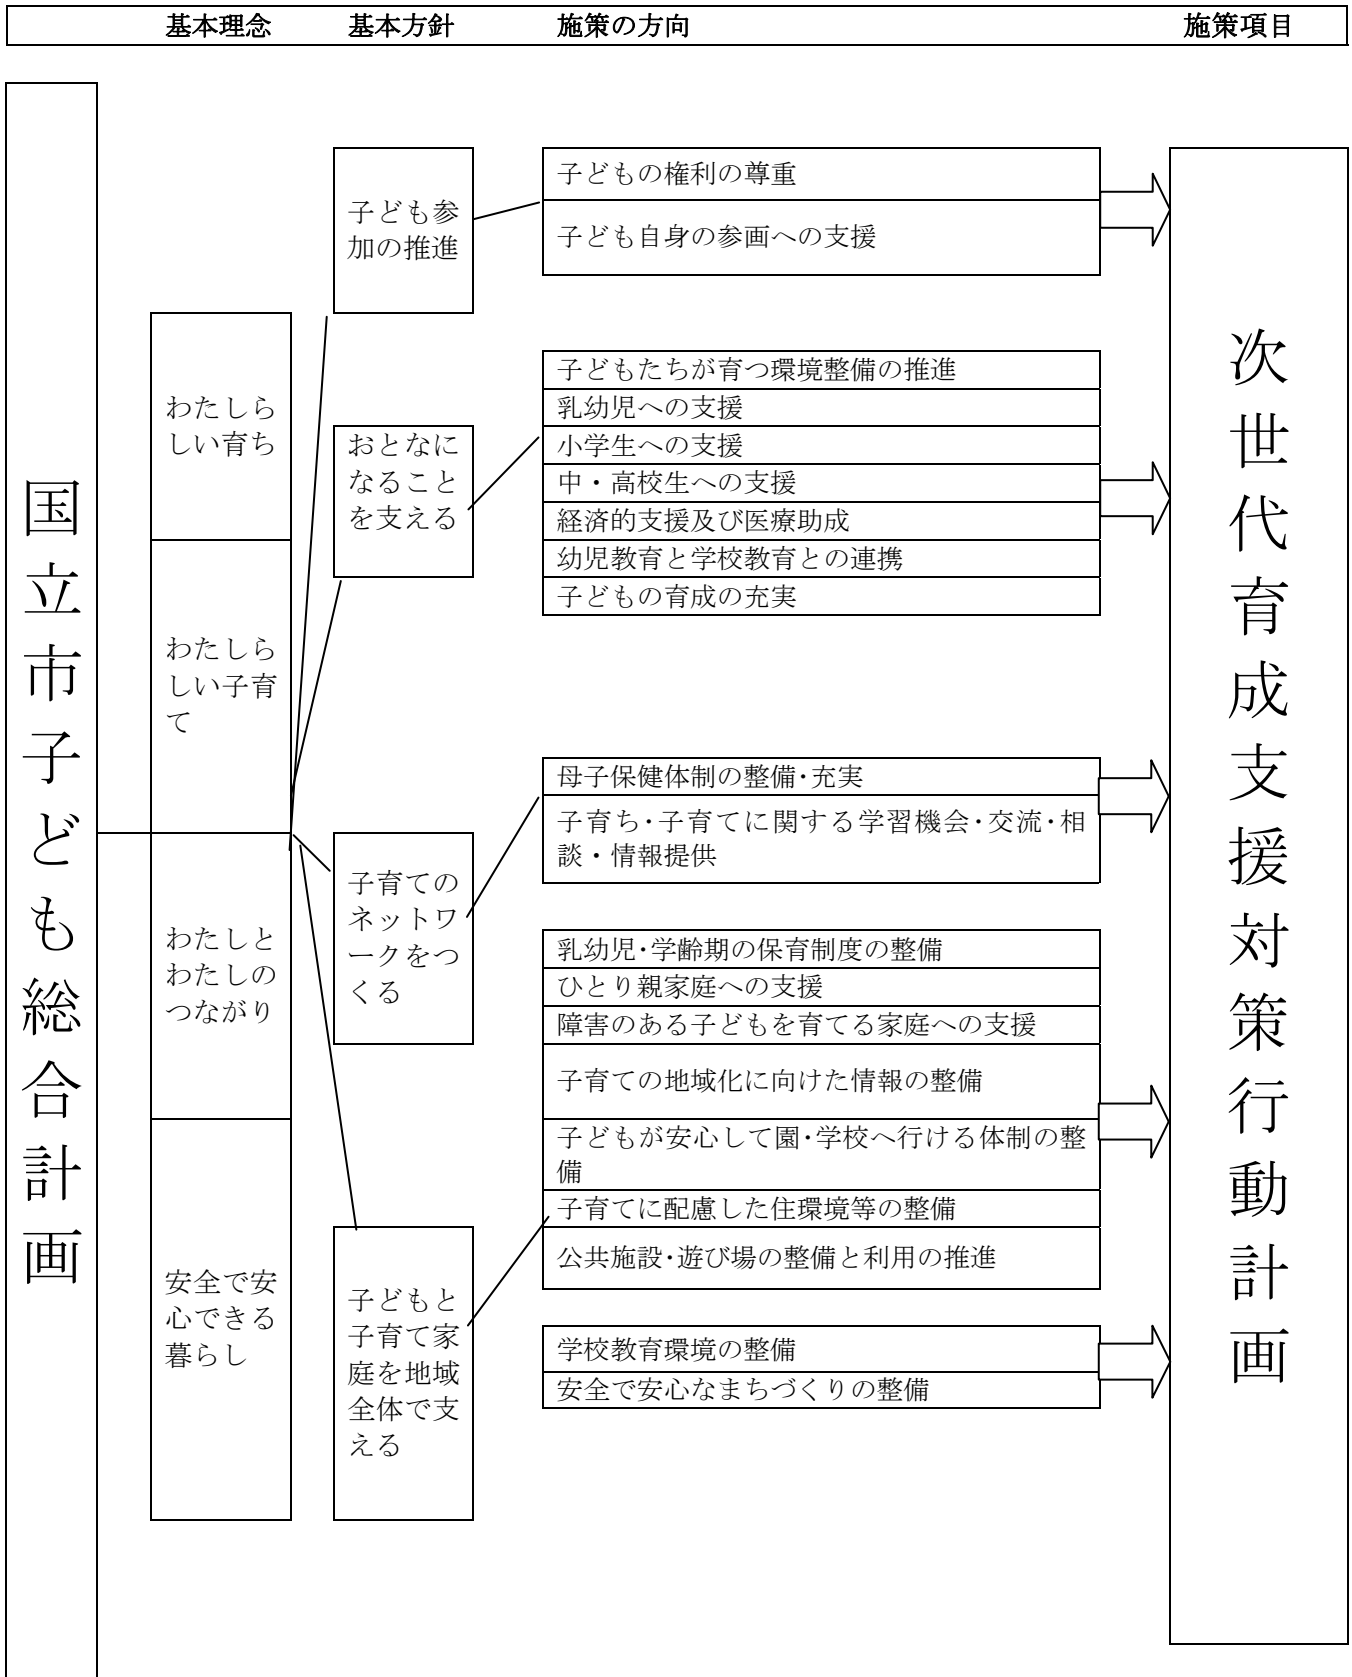 基本理念 基本方針 施策の方向 施策項目
国立市子ども総合計画
わたしら
しい育ち
わたしら
しい子育
て
わたしと
わたしの
つながり
安全で安
心できる
暮らし
子ども参
加の推進
おとなに
なること
を支える
子育ての
ネットワ
ークをつ
くる
子どもと
子育て家
庭を地域
全体で支
える
子どもの権利の尊重
子ども自身の参画への支援
子どもたちが育つ環境整備の推進
乳幼児への支援
小学生への支援
中・高校生への支援
経済的支援及び医療助成
幼児教育と学校教育との連携
子どもの育成の充実
母子保健体制の整備・充実
子育ち・子育てに関する学習機会・交流・相
談・情報提供
乳幼児・学齢期の保育制度の整備
ひとり親家庭への支援
障害のある子どもを育てる家庭への支援
子育ての地域化に向けた情報の整備
子どもが安心して園・学校へ行ける体制の整
備
子育てに配慮した住環境等の整備
公共施設・遊び場の整備と利用の推進
学校教育環境の整備
安全で安心なまちづくりの整備
次世代育成支援対策行動計画